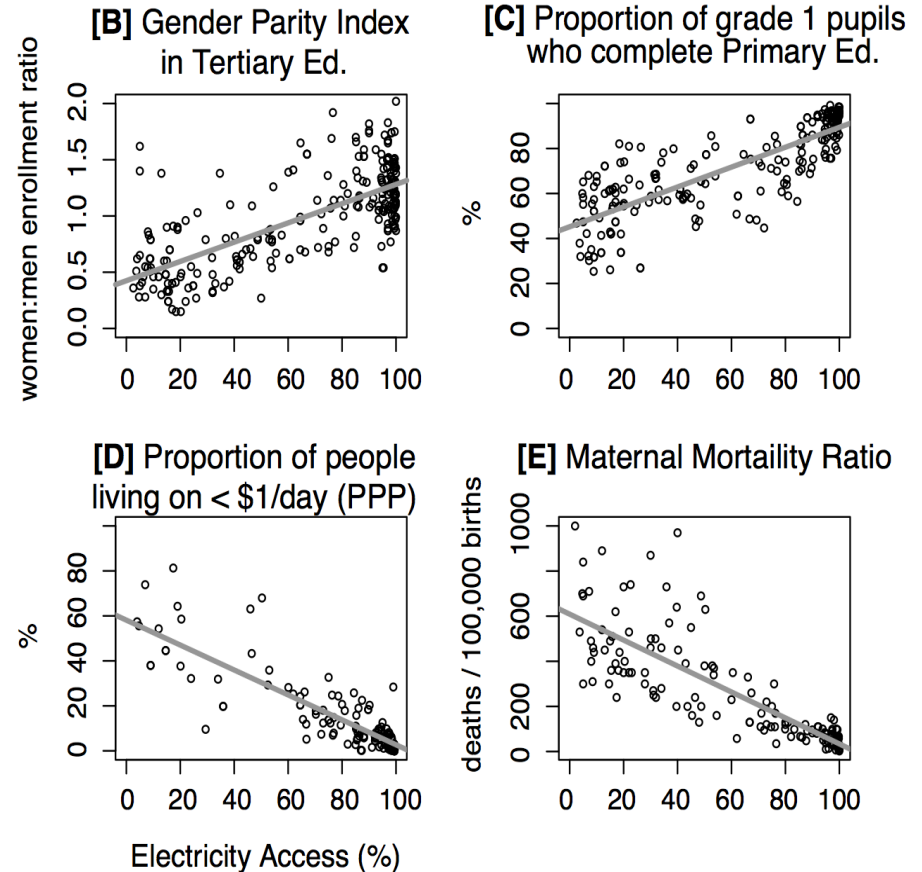 [B] Gender Parity Index
in Tertiary Ed.
women:men enrollment ratio
0.0 0.5 1.0 1.5 2.0
0 20 40 60 80 100
[C] Proportion of grade 1 pupils
who complete Primary Ed.
%
0 20 40 60 80
0 20 40 60 80 100
[D] Proportion of people
living on < $1/day (PPP)
%
0 20 40 60 80
0 20 40 60 80 100
Electricity Access (%)
[E] Maternal Mortaility Ratio
deaths / 100,000 births
0 200 600 1000
0 20 40 60 80 100